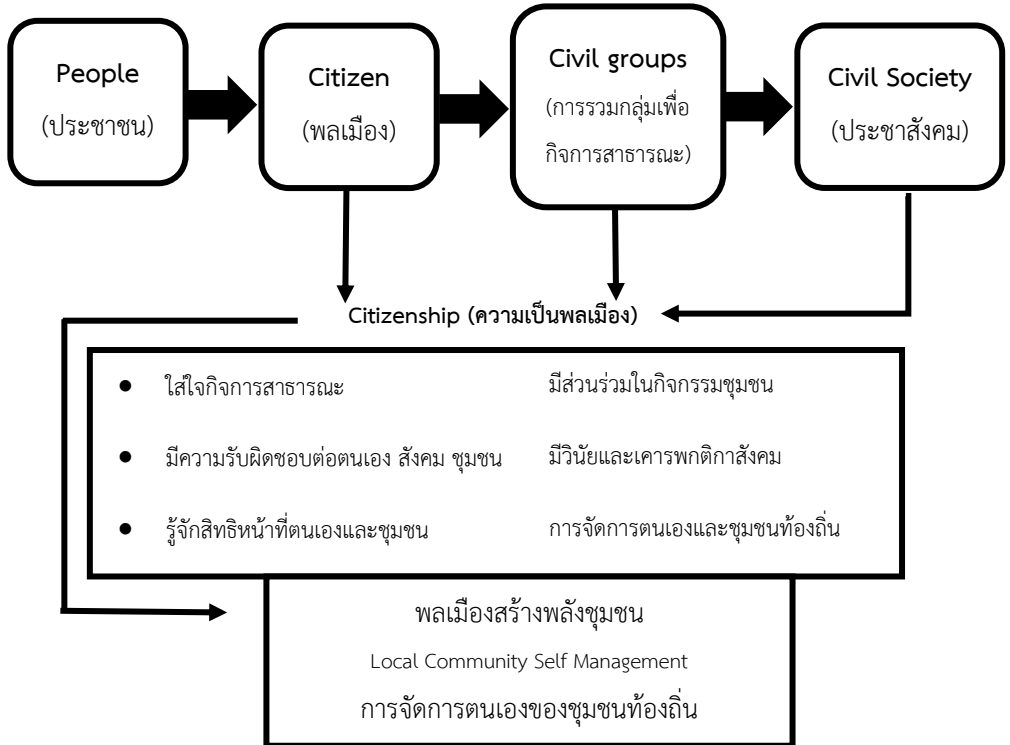 People
(ประชาชน)
Citizen
(พลเมือง)
Civil groups
(การรวมกลุ่มเพื่อ
กิจการสาธารณะ)
Civil Society
(ประชาสังคม)
Citizenship (ความเป็นพลเมือง)
● ใส่ใจกิจการสาธารณะ มีส่วนร่วมในกิจกรรมชุมชน
● มีความรับผิดชอบต่อตนเอง สังคม ชุมชน มีวินัยและเคารพกติกาสังคม
● รู้จักสิทธิหน้าที่ตนเองและชุมชน การจัดการตนเองและชุมชนท้องถิ่น
พลเมืองสร้างพลังชุมชน
Local Community Self Management
การจัดการตนเองของชุมชนท้องถิ่น